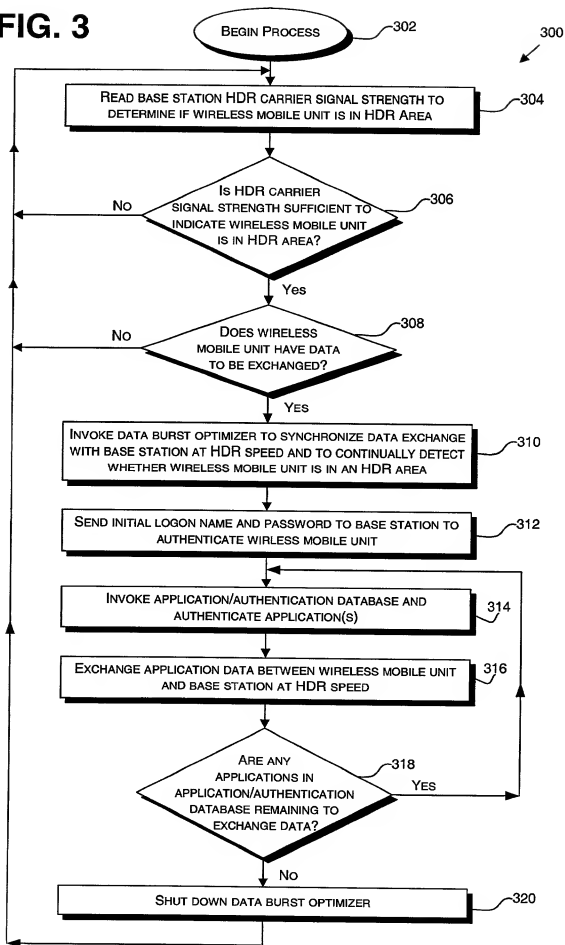 FIG. 3
BEGIN PROCESS
302
300
READ BASE STATION HDR CARRIER SIGNAL STRENGTH TO
DETERMINE IF WIRELESS MOBILE UNIT IS IN HDR AREA
304
IS HDR CARRIER
SIGNAL STRENGTH SUFFICIENT TO
INDICATE WIRELESS MOBILE UNIT
IS IN HDR AREA?
306
NO
YES
DOES WIRELESS
MOBILE UNIT HAVE DATA
TO BE EXCHANGED?
308
NO
YES
INVOKE DATA BURST OPTIMIZER TO SYNCHRONIZE DATA EXCHANGE
WITH BASE STATION AT HDR SPEED AND TO CONTINUALLY DETECT
WHETHER WIRELESS MOBILE UNIT IS IN AN HDR AREA
310
SEND INITIAL LOGON NAME AND PASSWORD TO BASE STATION TO
AUTHENTICATE WIRLESS MOBILE UNIT
312
INVOKE APPLICATION/AUTHENTICATION DATABASE AND
AUTHENTICATE APPLICATION(S)
314
EXCHANGE APPLICATION DATA BETWEEN WIRELESS MOBILE UNIT
AND BASE STATION AT HDR SPEED
316
ARE ANY
APPLICATIONS IN
APPLICATION/AUTHENTICATION
DATABASE REMAINING TO
EXCHANGE DATA?
318
YES
NO
SHUT DOWN DATA BURST OPTIMIZER
320